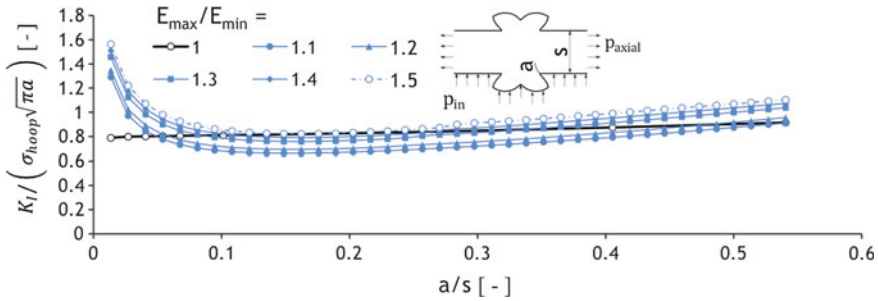 E_max/E_min =
1 1.1 1.2
1.3 1.4 1.5
a s
p_axial
p_in
K_I/(σ_hoop√πa) [ - ]
1.8
1.6
1.4
1.2
1
0.8
0.6
0.4
0.2
0
0 0.1 0.2 0.3 0.4 0.5 0.6
a/s [ - ]